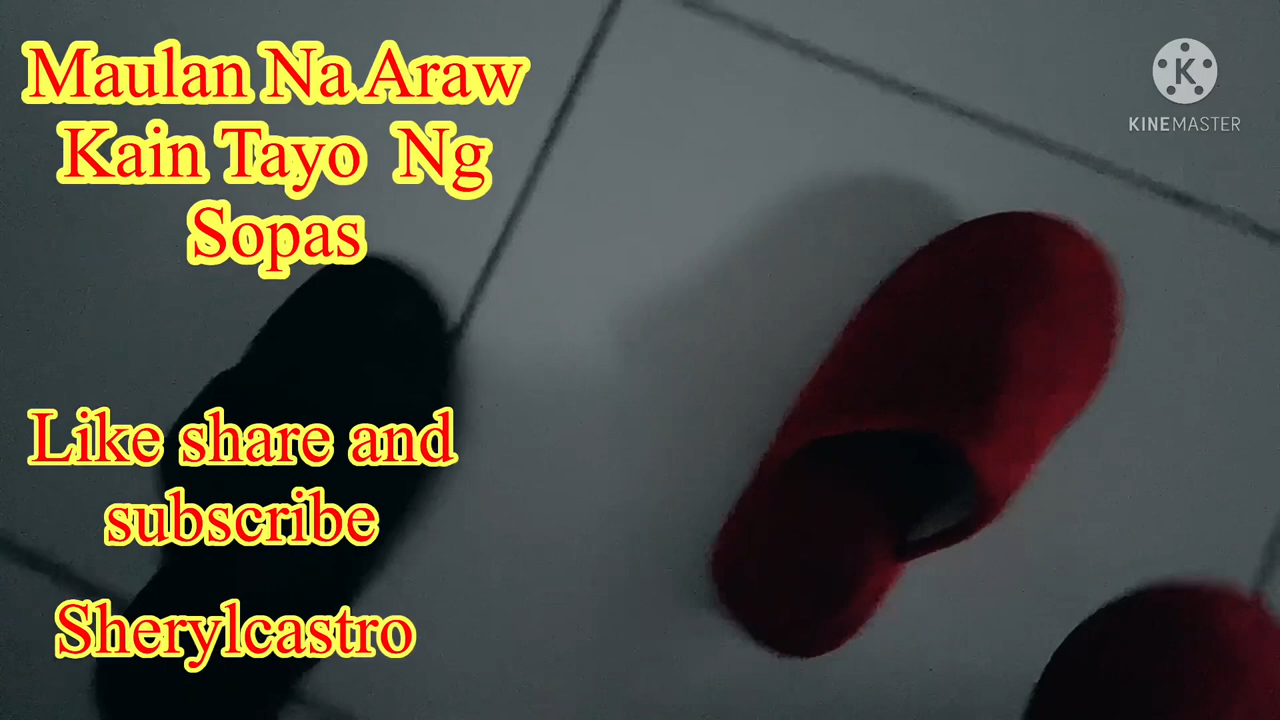 Maulan Na Araw
Kain Tayo Ng
Sopas
KINEMASTER
Like share and
subscribe
Sherylcastro